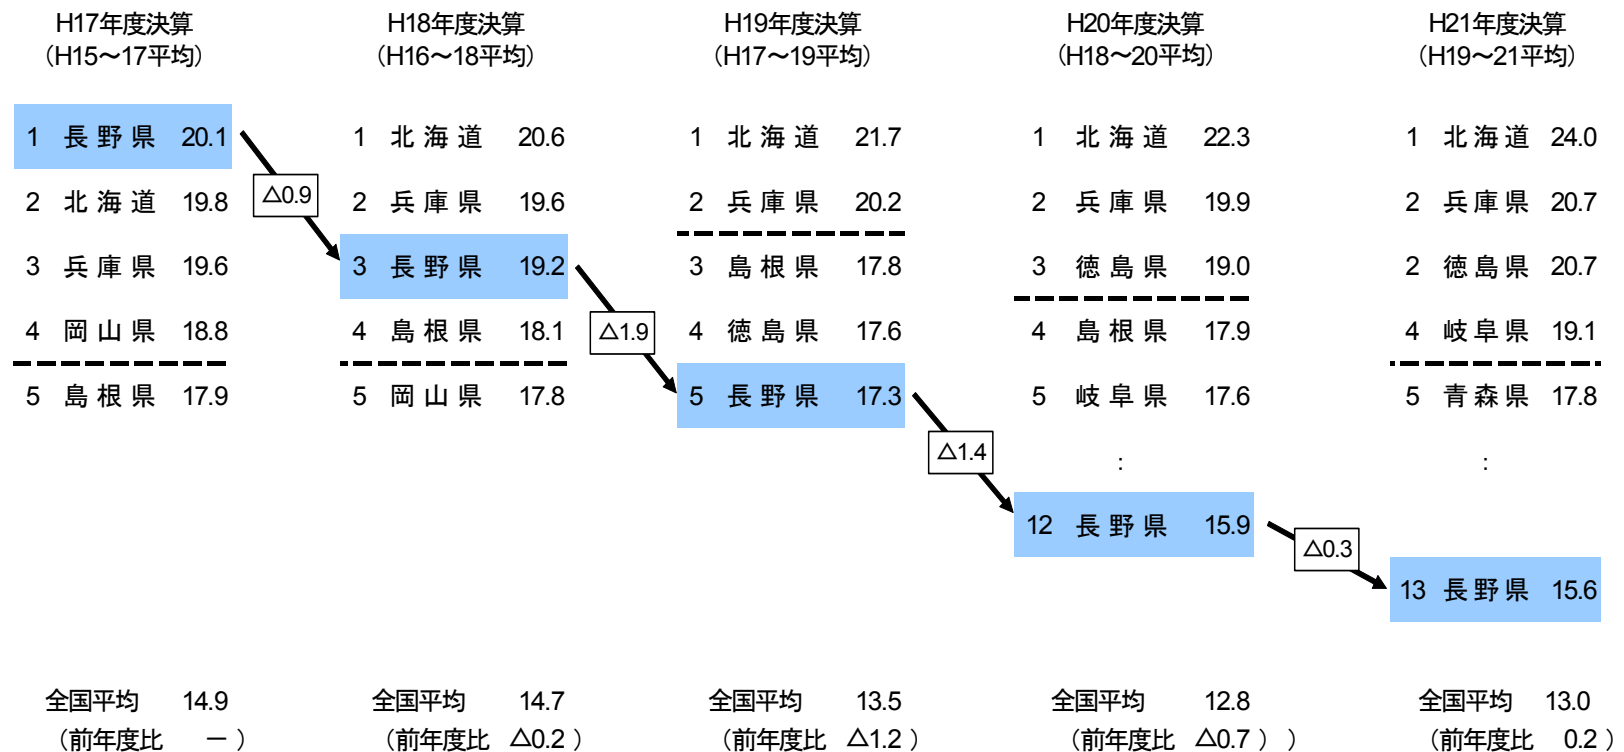 H17年度決算 H18年度決算 H19年度決算 H20年度決算 H21年度決算
（H15～17平均） （H16～18平均） （H17～19平均） （H18～20平均） （H19～21平均）
1 長野県 20.1 1 北海道 20.6 1 北海道 21.7 1 北海道 22.3 1 北海道 24.0
2 北海道 19.8 △0.9 2 兵庫県 19.6 2 兵庫県 20.2 2 兵庫県 19.9 2 兵庫県 20.7
3 兵庫県 19.6 3 長野県 19.2 3 島根県 17.8 3 徳島県 19.0 2 徳島県 20.7
4 岡山県 18.8 4 島根県 18.1 △1.9 4 徳島県 17.6 4 島根県 17.9 4 岐阜県 19.1
5 島根県 17.9 5 岡山県 17.8 5 長野県 17.3 5 岐阜県 17.6 5 青森県 17.8
△1.4 : :
12 長野県 15.9 △0.3
13 長野県 15.6
全国平均 14.9 全国平均 14.7 全国平均 13.5 全国平均 12.8 全国平均 13.0
（前年度比 － ） （前年度比 △0.2 ） （前年度比 △1.2 ） （前年度比 △0.7 ） ） （前年度比 0.2 ）